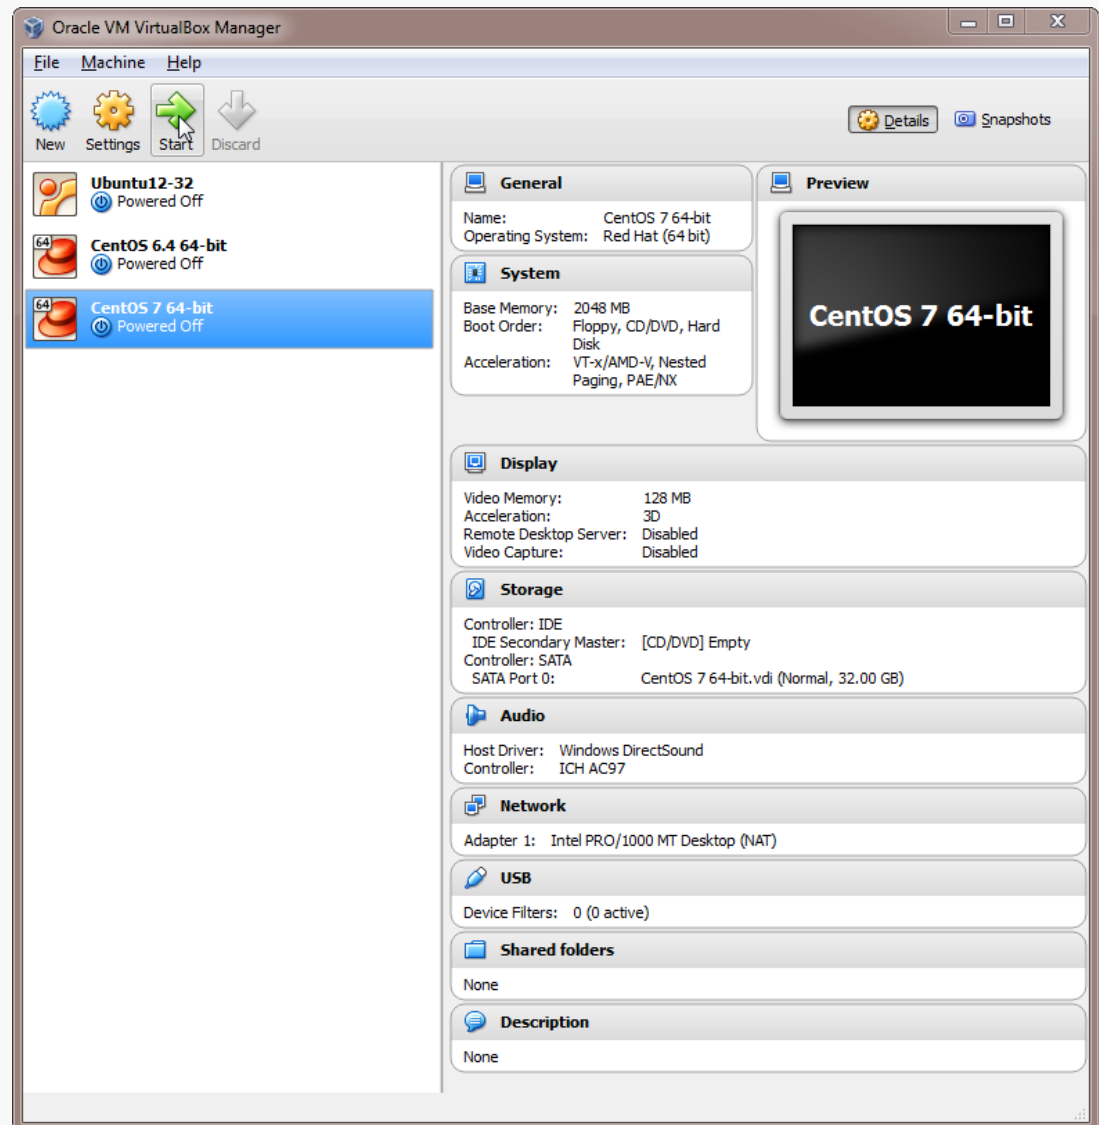 Oracle VM VirtualBox Manager
File Machine Help
New Settings Start Discard
Details Snapshots
Ubuntu12-32
Powered Off
64
CentOS 6.4 64-bit
Powered Off
64
CentOS 7 64-bit
Powered Off
General
Name: CentOS 7 64-bit
Operating System: Red Hat (64 bit)
System
Base Memory: 2048 MB
Boot Order: Floppy, CD/DVD, Hard
Disk
Acceleration: VT-x/AMD-V, Nested
Paging, PAE/NX
Preview
CentOS 7 64-bit
Display
Video Memory: 128 MB
Acceleration: 3D
Remote Desktop Server: Disabled
Video Capture: Disabled
Storage
Controller: IDE
IDE Secondary Master: [CD/DVD] Empty
Controller: SATA
SATA Port 0: CentOS 7 64-bit.vdi (Normal, 32.00 GB)
Audio
Host Driver: Windows DirectSound
Controller: ICH AC97
Network
Adapter 1: Intel PRO/1000 MT Desktop (NAT)
USB
Device Filters: 0 (0 active)
Shared folders
None
Description
None